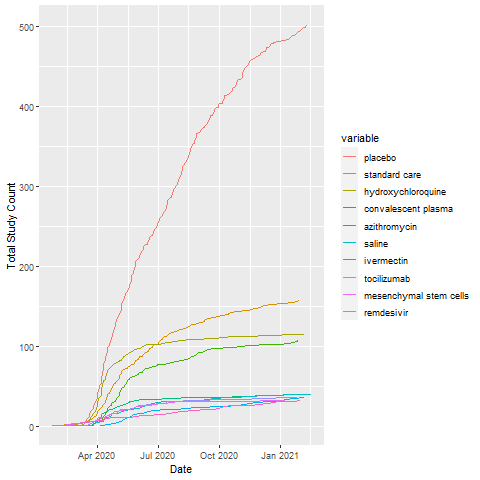 500
400
300
200
100
0
Total Study Count
Apr 2020 Jul 2020 Oct 2020 Jan 2021
Date
variable
placebo
standard care
hydroxychloroquine
convalescent plasma
azithromycin
saline
ivermectin
tocilizumab
mesenchymal stem cells
remdesivir